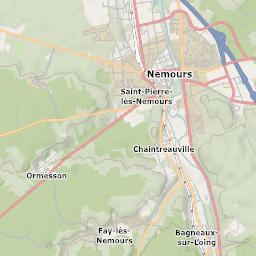 Nemours
Saint-Pierre-
lès-Nemours
Chaintreauville
Ormesson
Fay-lès-
Nemours
Bagneaux-
sur-Loing